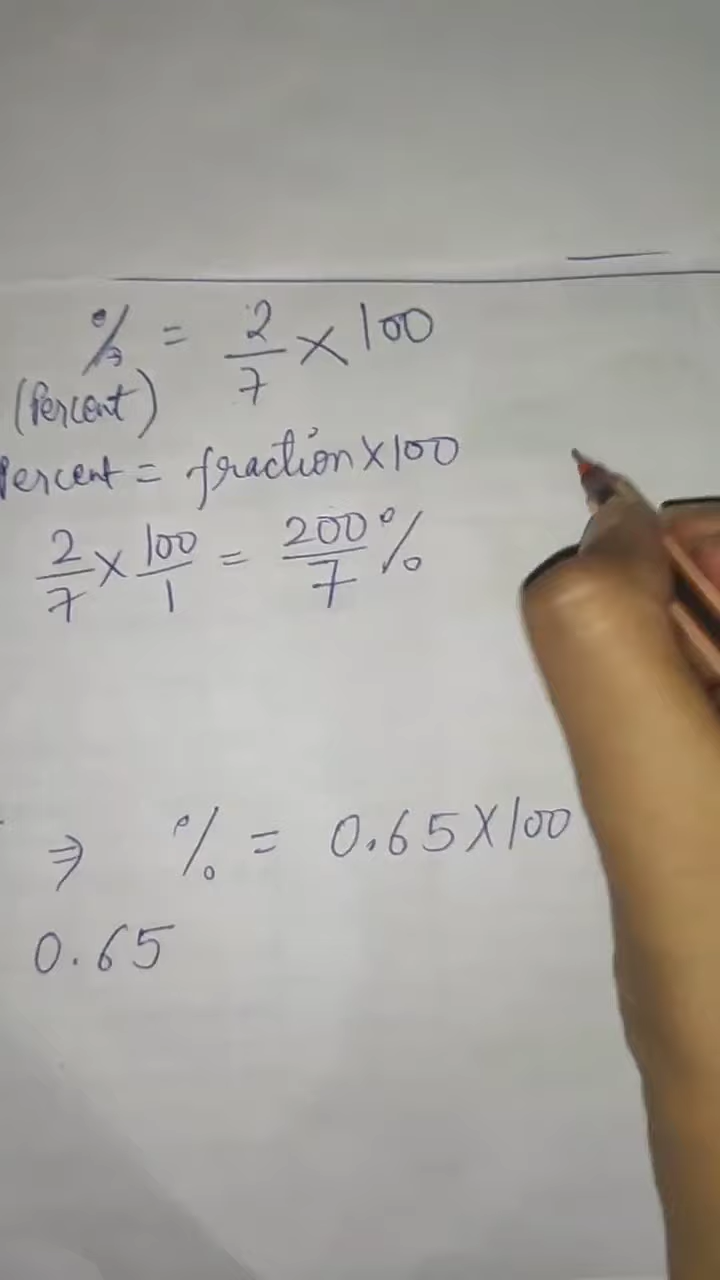 % = 2/7 × 100
(Percent)
Percent = fraction × 100
2/7 × 100/1 = 200/7 %
⇒ % = 0.65 × 100
0.65